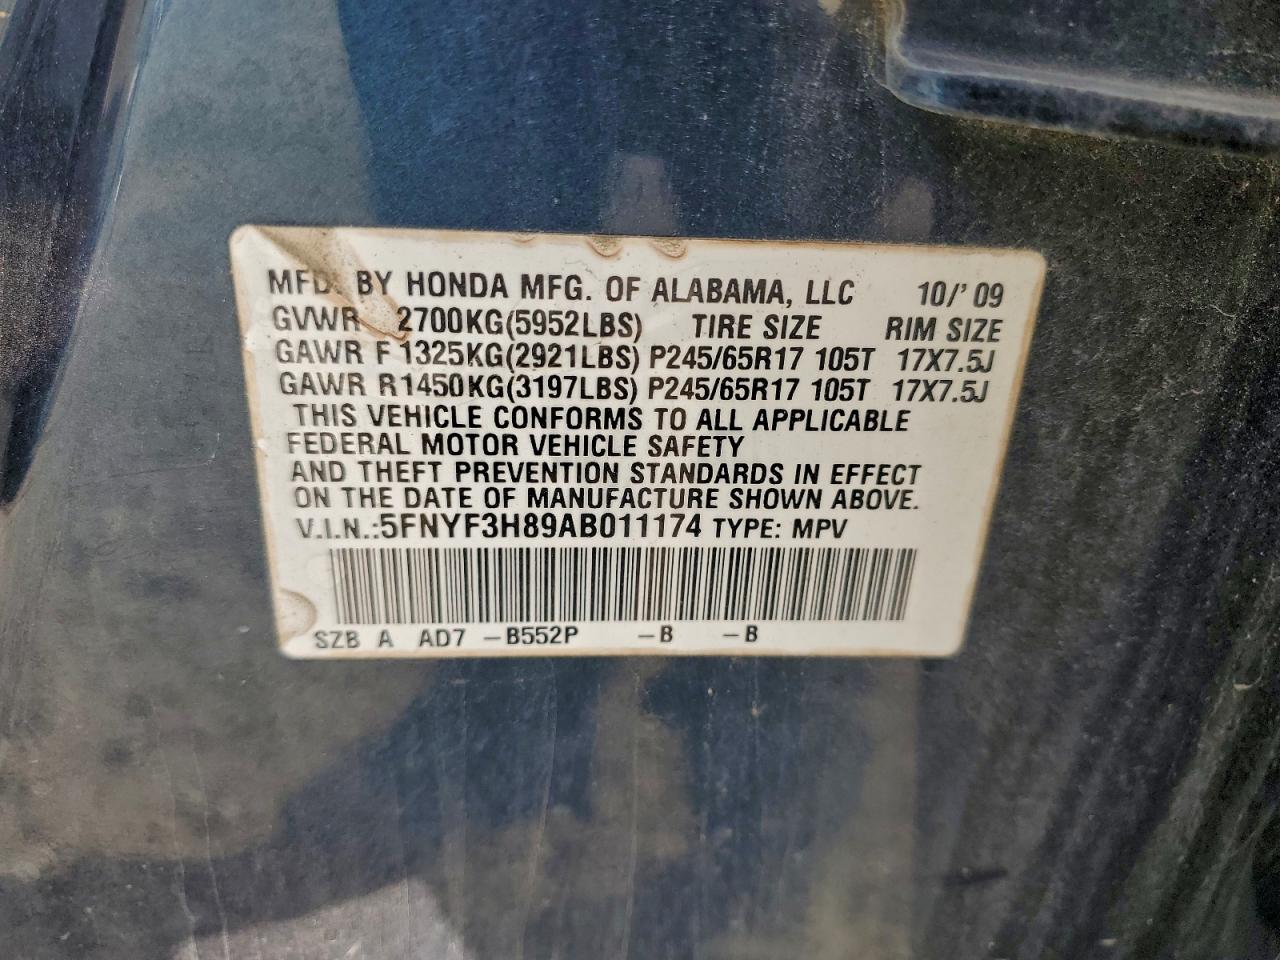 MFD. BY HONDA MFG. OF ALABAMA, LLC 10/'09
GVWR 2700KG(5952LBS) TIRE SIZE RIM SIZE
GAWR F 1325KG(2921LBS) P245/65R17 105T 17X7.5J
GAWR R1450KG(3197LBS) P245/65R17 105T 17X7.5J
THIS VEHICLE CONFORMS TO ALL APPLICABLE
FEDERAL MOTOR VEHICLE SAFETY
AND THEFT PREVENTION STANDARDS IN EFFECT
ON THE DATE OF MANUFACTURE SHOWN ABOVE.
V.I.N.:5FNYF3H89AB011174 TYPE: MPV
SZB A AD7 -B552P -B -B